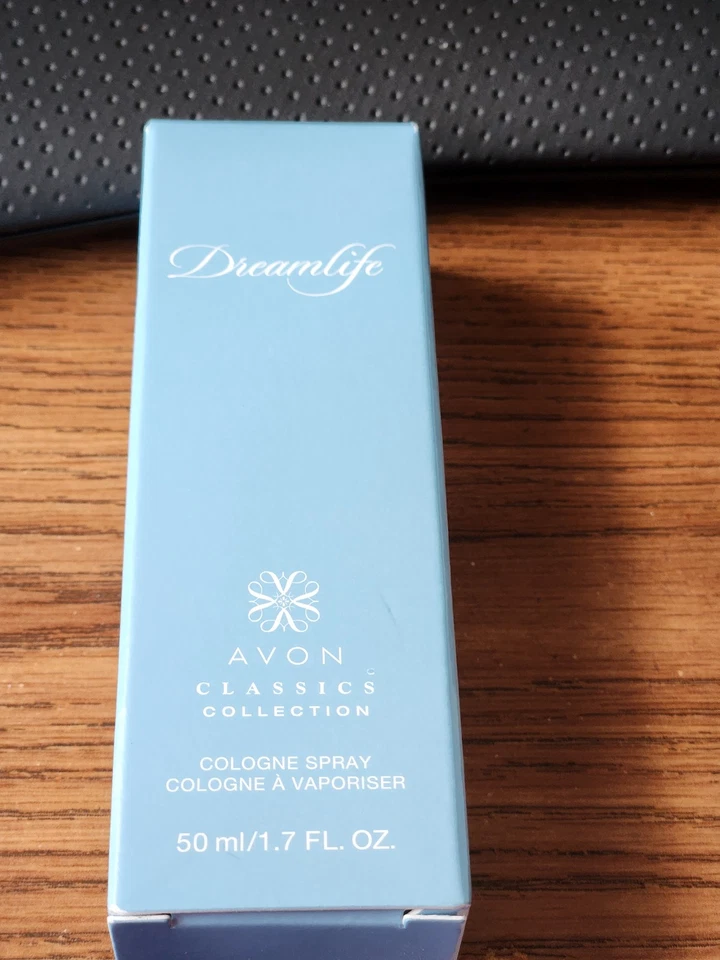 Dreamlife
AVON
CLASSICS
COLLECTION
COLOGNE SPRAY
COLOGNE À VAPORISER
50 ml/1.7 FL. OZ.